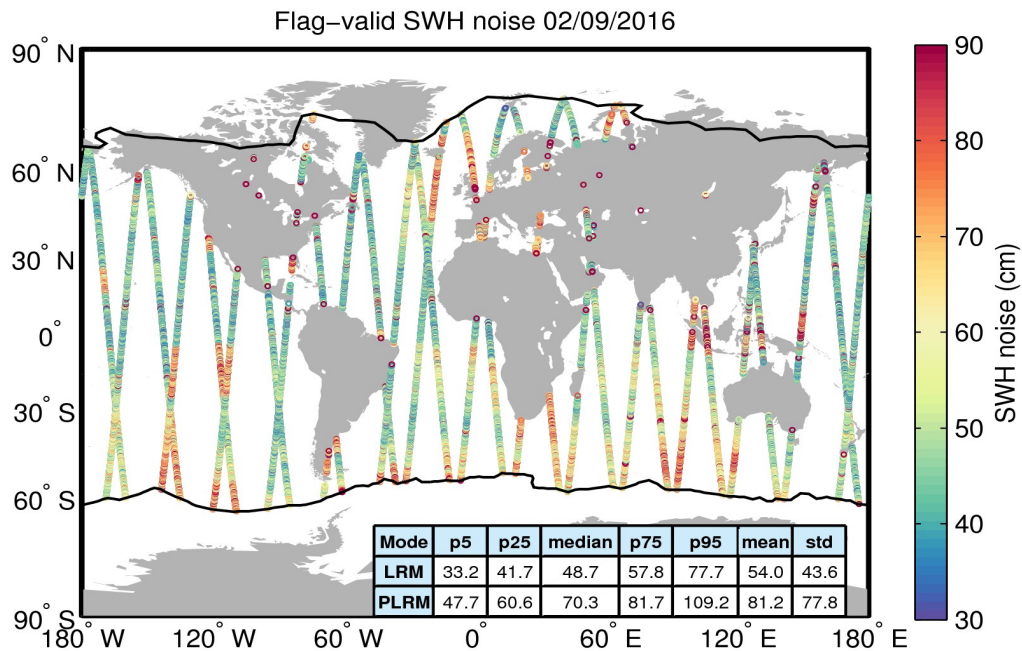 Flag−valid SWH noise 02/09/2016
90° N
60° N
30° N
0°
30° S
60° S
90° S
180° W
120° W
60° W
0°
60° E
120° E
180° E
Mode p5 p25 median p75 p95 mean std
LRM 33.2 41.7 48.7 57.8 77.7 54.0 43.6
PLRM 47.7 60.6 70.3 81.7 109.2 81.2 77.8
90
80
70
60
50
40
30
SWH noise (cm)